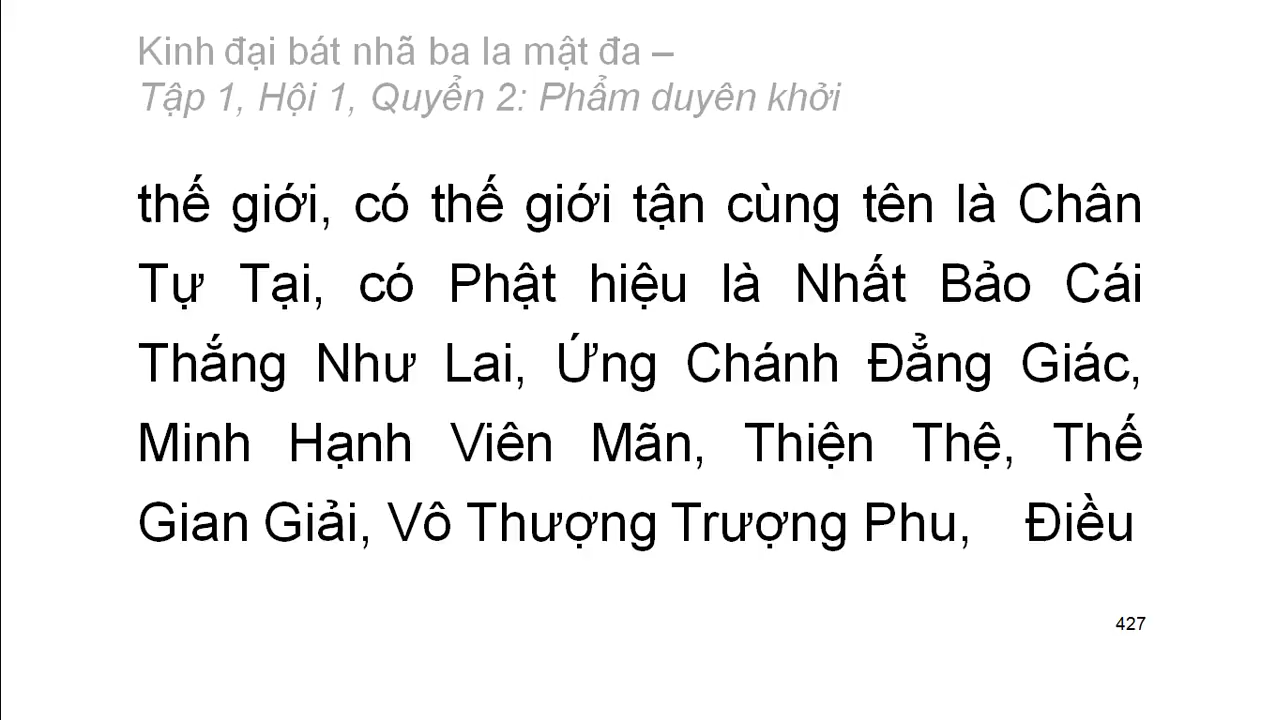 Kinh đại bát nhã ba la mật đa –
Tập 1, Hội 1, Quyển 2: Phẩm duyên khởi
thế giới, có thế giới tận cùng tên là Chân
Tự Tại, có Phật hiệu là Nhất Bảo Cái
Thắng Như Lai, Ứng Chánh Đẳng Giác,
Minh Hạnh Viên Mãn, Thiện Thệ, Thế
Gian Giải, Vô Thượng Trượng Phu, Điều
427